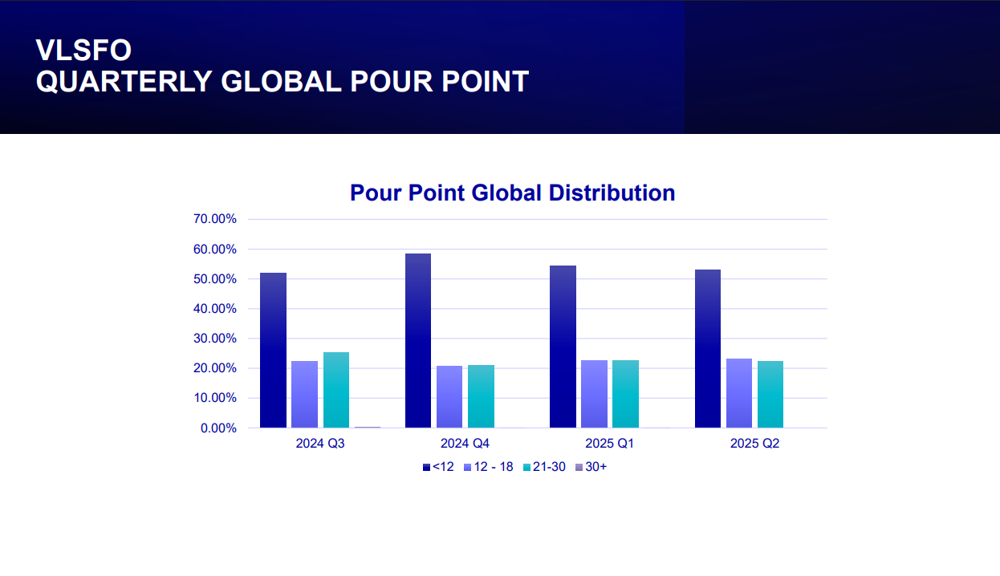 VLSFO
QUARTERLY GLOBAL POUR POINT
Pour Point Global Distribution
70.00%
60.00%
50.00%
40.00%
30.00%
20.00%
10.00%
0.00%
2024 Q3 2024 Q4 2025 Q1 2025 Q2
<12 12 - 18 21-30 30+